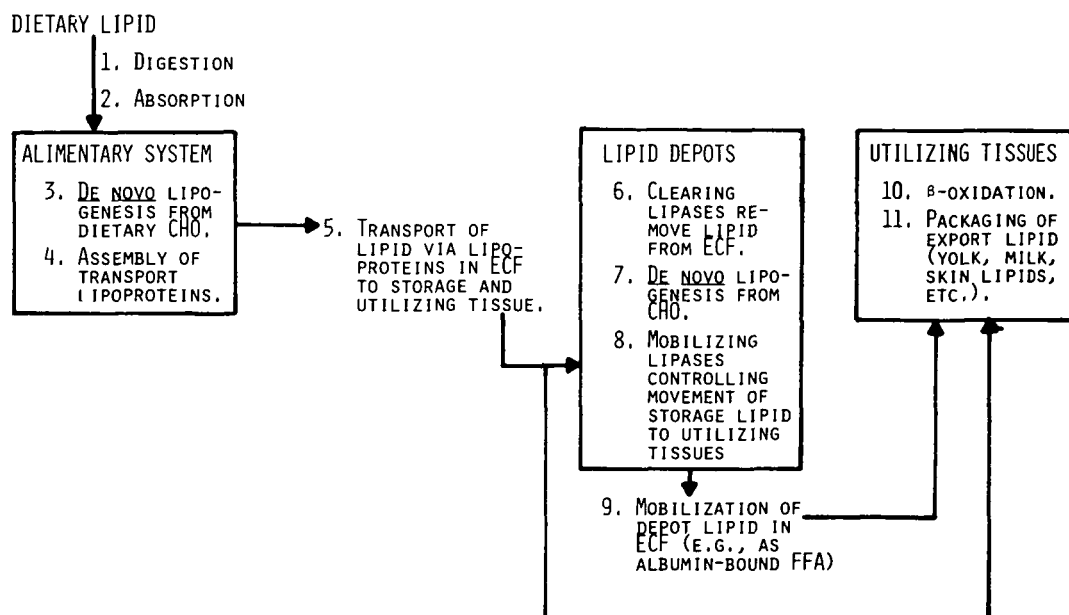 DIETARY LIPID
1. DIGESTION
2. ABSORPTION
ALIMENTARY SYSTEM
3. DE NOVO LIPO-
GENESIS FROM
DIETARY CHO.
4. ASSEMBLY OF
TRANSPORT
LIPOPROTEINS.
5. TRANSPORT OF
LIPID VIA LIPO-
PROTEINS IN ECF
TO STORAGE AND
UTILIZING TISSUE.
LIPID DEPOTS
6. CLEARING
LIPASES RE-
MOVE LIPID
FROM ECF.
7. DE NOVO LIPO-
GENESIS FROM
CHO.
8. MOBILIZING
LIPASES
CONTROLLING
MOVEMENT OF
STORAGE LIPID
TO UTILIZING
TISSUES
9. MOBILIZATION OF
DEPOT LIPID IN
ECF (E.G., AS
ALBUMIN-BOUND FFA)
UTILIZING TISSUES
10. β-OXIDATION.
11. PACKAGING OF
EXPORT LIPID
(YOLK, MILK,
SKIN LIPIDS,
ETC.).